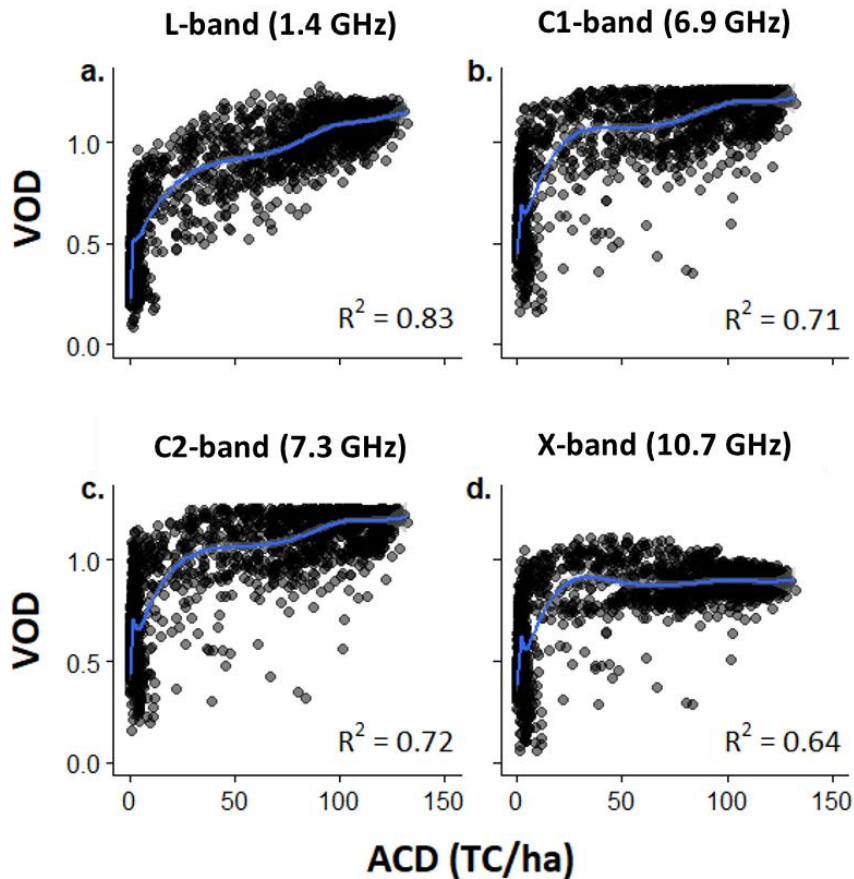 L-band (1.4 GHz)
C1-band (6.9 GHz)
a.
b.
1.0
0.5
0.0
VOD
R² = 0.83
R² = 0.71
C2-band (7.3 GHz)
X-band (10.7 GHz)
c.
d.
1.0
0.5
0.0
VOD
R² = 0.72
R² = 0.64
0 50 100 150
0 50 100 150
ACD (TC/ha)